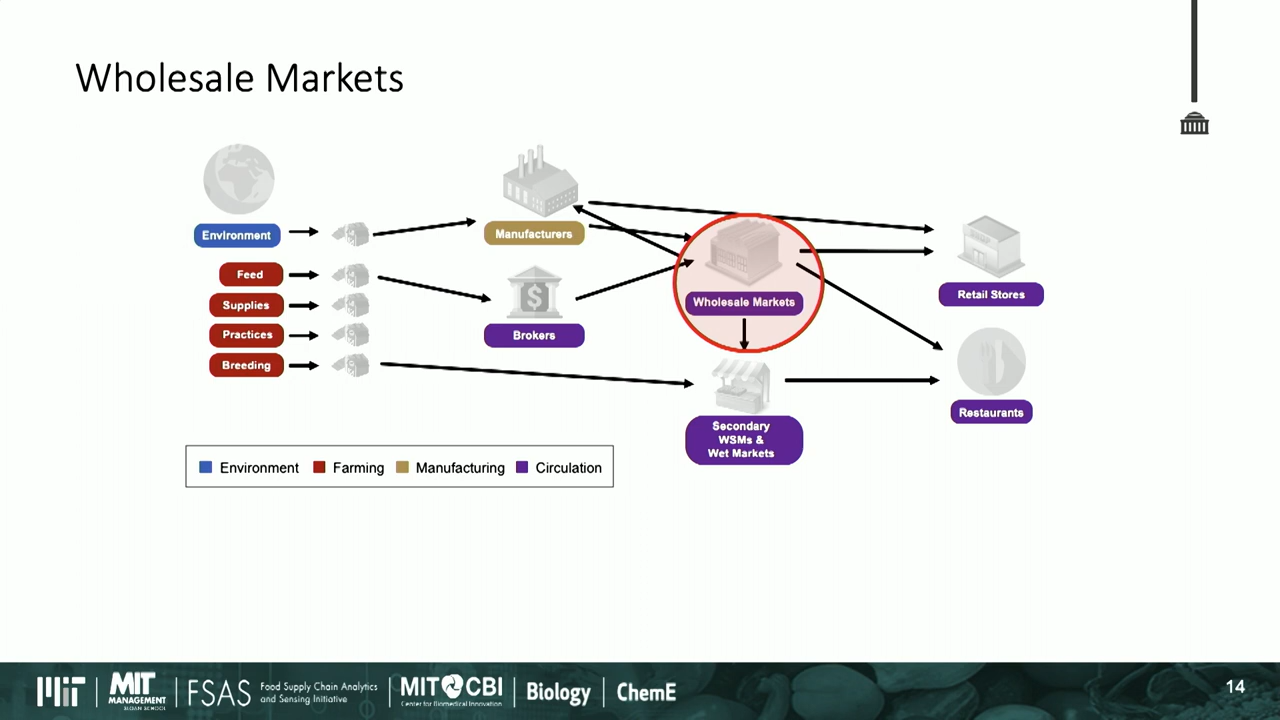 Wholesale Markets
Environment
Feed
Supplies
Practices
Breeding
Manufacturers
$
Brokers
Wholesale Markets
Secondary
WSMs &
Wet Markets
Retail Stores
Restaurants
Environment Farming Manufacturing Circulation
MIT
MIT
MANAGEMENT
SLOAN SCHOOL
FSAS
Food Supply Chain Analytics
and Sensing Initiative
MIT CBI
Center for Biomedical Innovation
Biology
ChemE
14